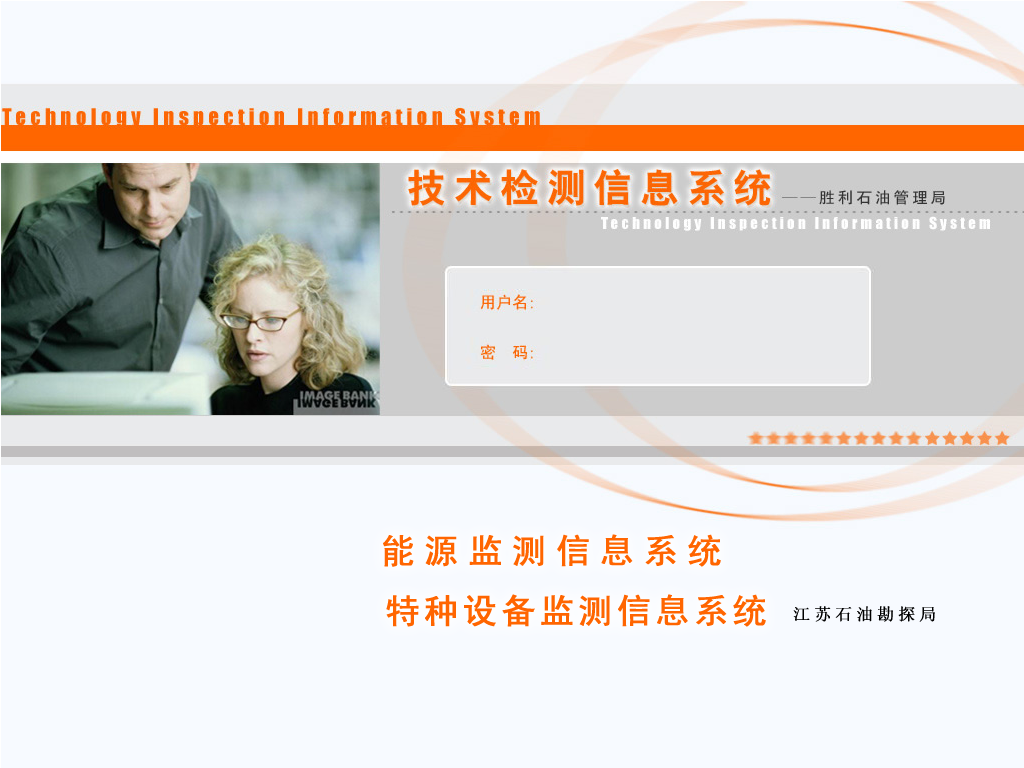 Technology Inspection Information System
技术检测信息系统 ——胜利石油管理局
Technology Inspection Information System
用户名:
密 码:
IMAGE BANK
能源监测信息系统
特种设备监测信息系统 江苏石油勘探局